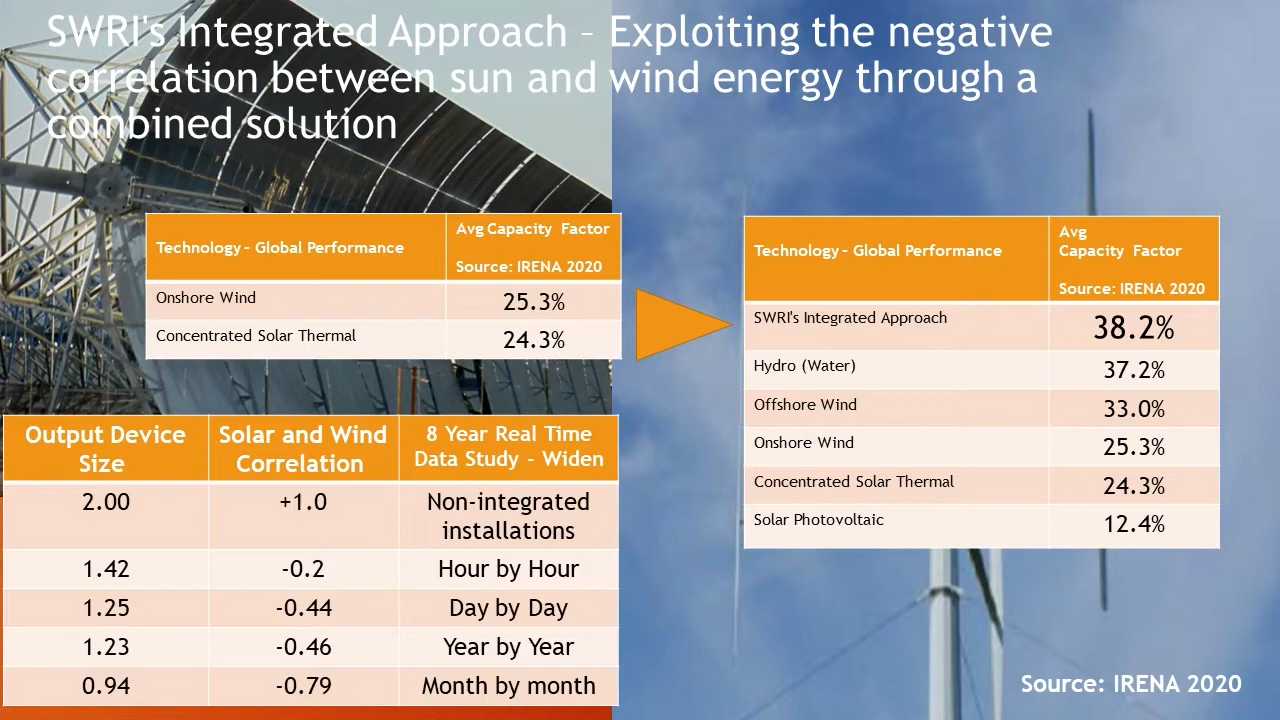 SWRI's Integrated Approach – Exploiting the negative
correlation between sun and wind energy through a
combined solution
Technology – Global Performance
Avg Capacity Factor
Source: IRENA 2020
Onshore Wind
25.3%
Concentrated Solar Thermal
24.3%
Output Device
Size
Solar and Wind
Correlation
8 Year Real Time
Data Study - Widen
2.00
+1.0
Non-integrated
installations
1.42
-0.2
Hour by Hour
1.25
-0.44
Day by Day
1.23
-0.46
Year by Year
0.94
-0.79
Month by month
Technology – Global Performance
Avg
Capacity Factor
Source: IRENA 2020
SWRI's Integrated Approach
38.2%
Hydro (Water)
37.2%
Offshore Wind
33.0%
Onshore Wind
25.3%
Concentrated Solar Thermal
24.3%
Solar Photovoltaic
12.4%
Source: IRENA 2020